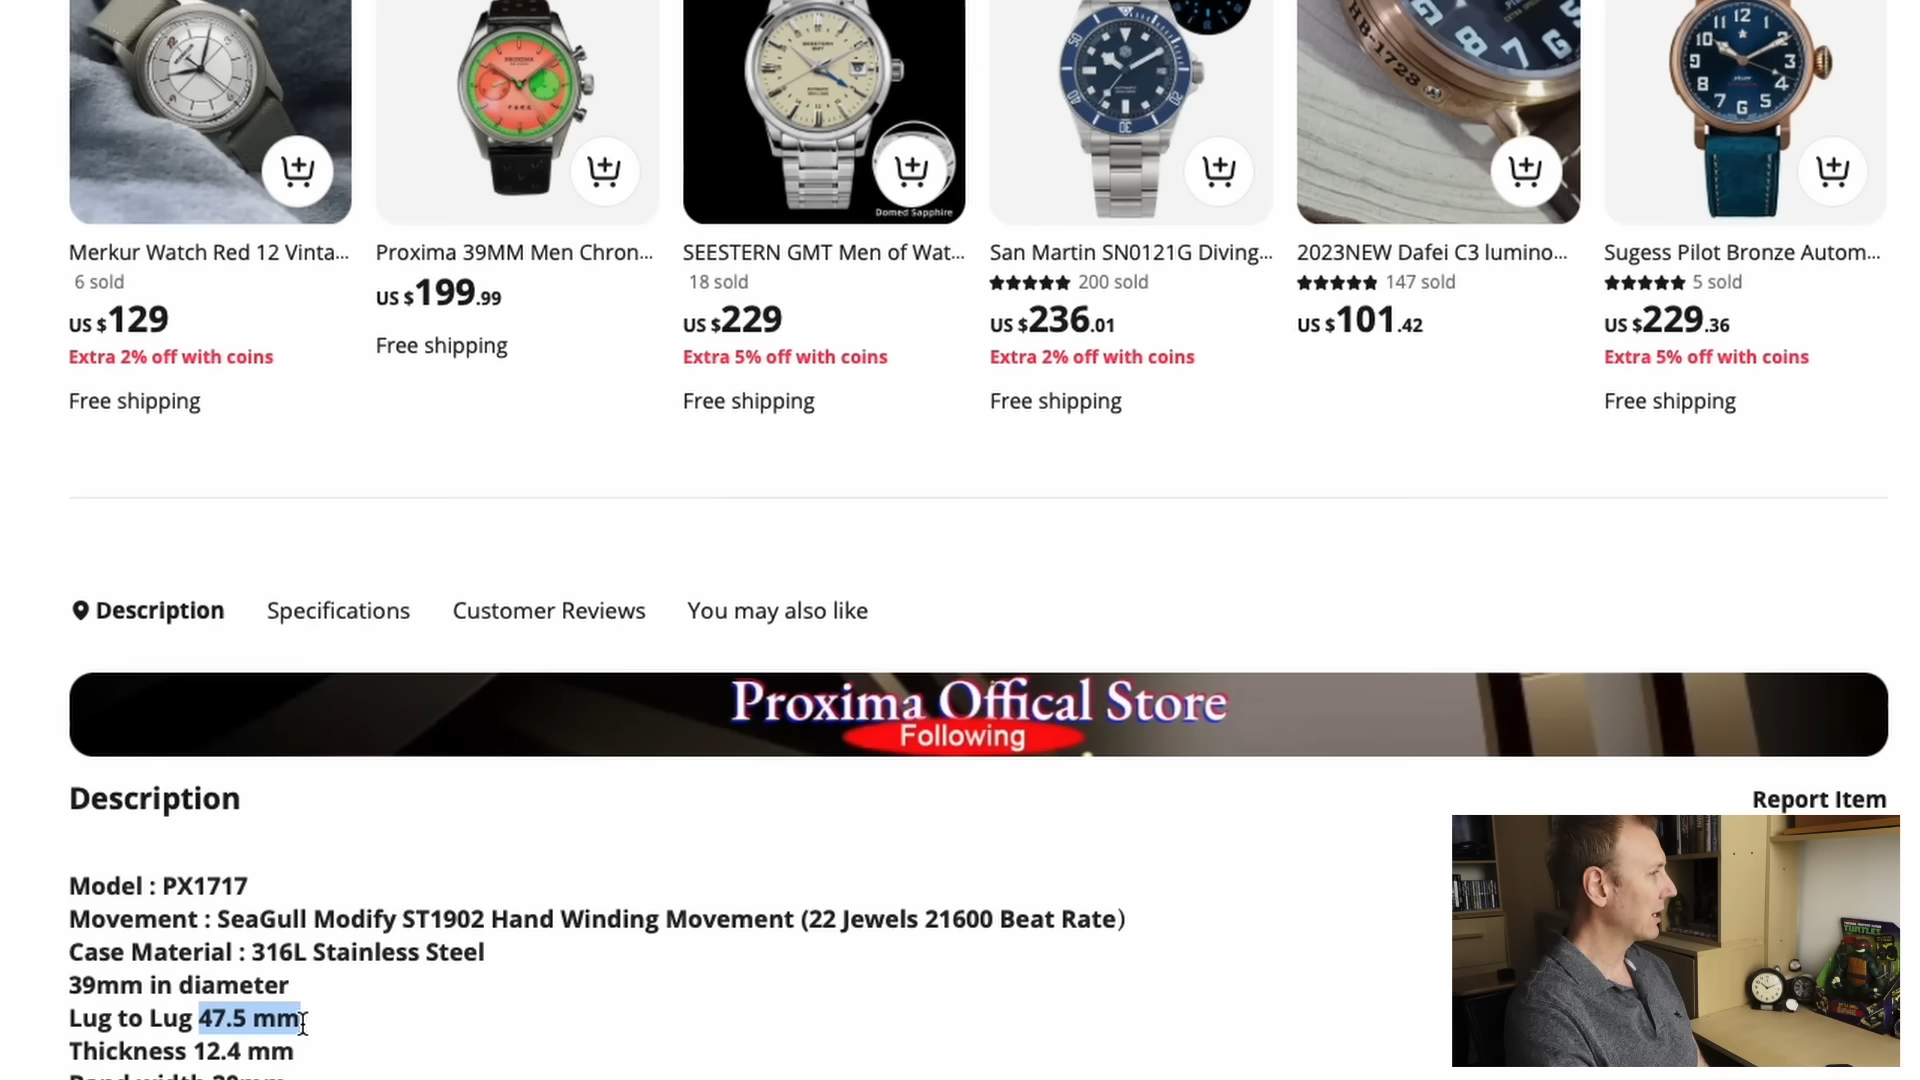 Domed Sapphire
HB-1723
Merkur Watch Red 12 Vinta...
6 sold
US $129
Extra 2% off with coins
Free shipping
Proxima 39MM Men Chron...
US $199.99
Free shipping
SEESTERN GMT Men of Wat...
18 sold
US $229
Extra 5% off with coins
Free shipping
San Martin SN0121G Diving...
200 sold
US $236.01
Extra 2% off with coins
Free shipping
2023NEW Dafei C3 lumino...
147 sold
US $101.42
Sugess Pilot Bronze Autom...
5 sold
US $229.36
Extra 5% off with coins
Free shipping
Description Specifications Customer Reviews You may also like
Proxima Offical Store
Following
Description
Report Item
Model : PX1717
Movement : SeaGull Modify ST1902 Hand Winding Movement (22 Jewels 21600 Beat Rate）
Case Material : 316L Stainless Steel
39mm in diameter
Lug to Lug 47.5 mm
Thickness 12.4 mm